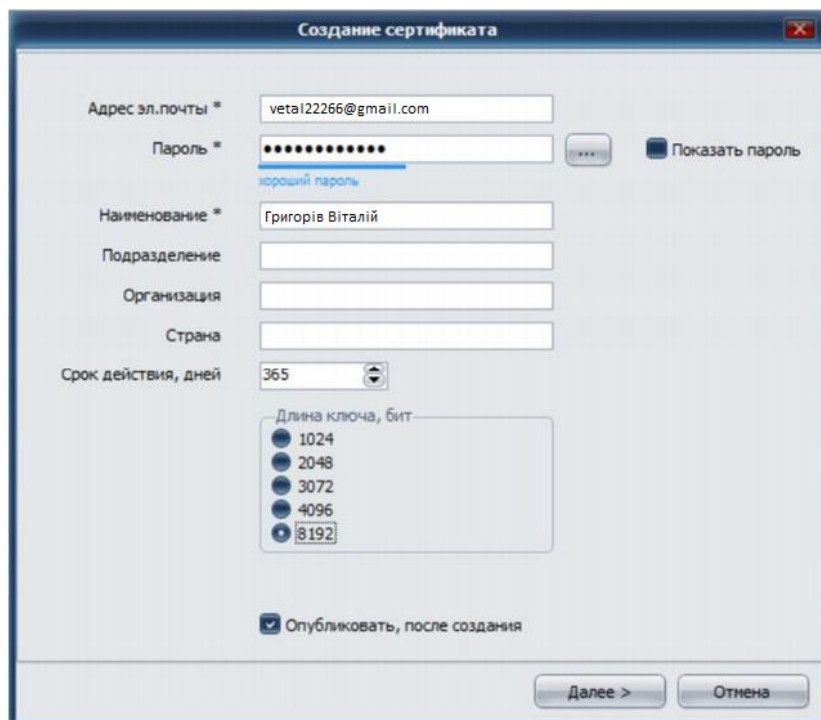 Создание сертификата
Адрес эл.почты * vetal22266@gmail.com
Пароль * ●●●●●●●●●●●● ... Показать пароль
хороший пароль
Наименование * Григорів Віталій
Подразделение
Организация
Страна
Срок действия, дней 365
Длина ключа, бит
1024
2048
3072
4096
8192
Опубликовать, после создания
Далее > Отмена